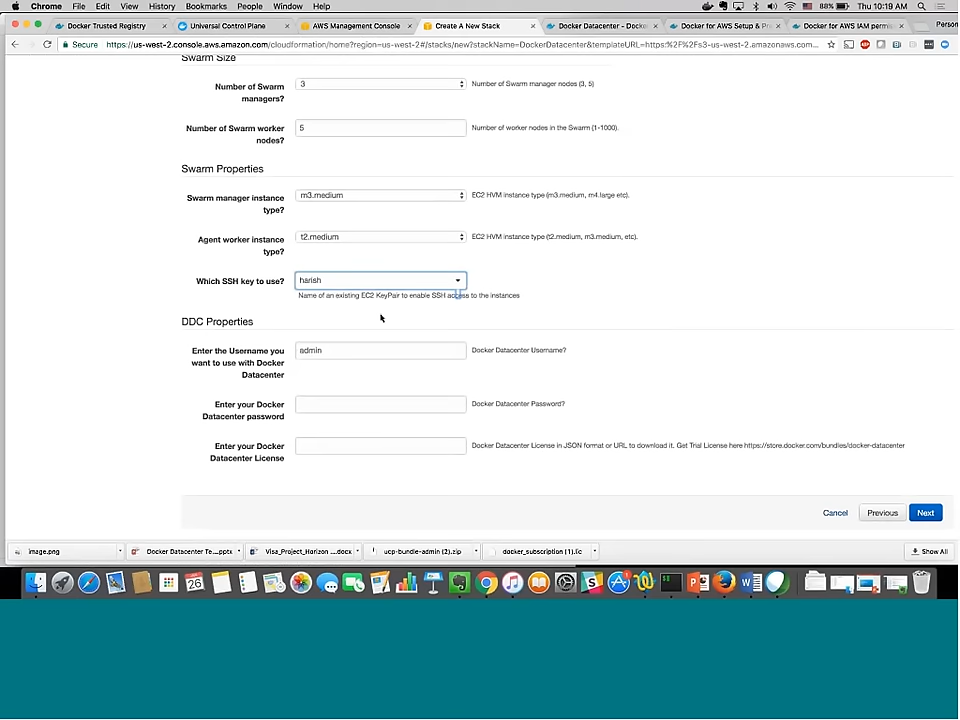 Chrome File Edit View History Bookmarks People Window Help 88% Thu 10:19 AM
Docker Trusted Registry Universal Control Plane AWS Management Console Create A New Stack Docker Datacenter - Docke Docker for AWS Setup & Pr Docker for AWS IAM permis Person
Secure https://us-west-2.console.aws.amazon.com/cloudformation/home?region=us-west-2#/stacks/new?stackName=DockerDatacenter&templateURL=https:%2F%2Fs3-us-west-2.amazonaws.com...
Swarm Size
Number of Swarm managers? 3 Number of Swarm manager nodes (3, 5)
Number of Swarm worker nodes? 5 Number of worker nodes in the Swarm (1-1000).
Swarm Properties
Swarm manager instance type? m3.medium EC2 HVM instance type (m3.medium, m4.large etc).
Agent worker instance type? t2.medium EC2 HVM instance type (t2.medium, m3.medium, etc).
Which SSH key to use? harish
Name of an existing EC2 KeyPair to enable SSH access to the instances
DDC Properties
Enter the Username you want to use with Docker Datacenter admin Docker Datacenter Username?
Enter your Docker Datacenter password Docker Datacenter Password?
Enter your Docker Datacenter License Docker Datacenter License in JSON format or URL to download it. Get Trial License here https://store.docker.com/bundles/docker-datacenter
Cancel Previous Next
image.png Docker Datacenter Te....pptx Visa_Project_Horizon ....docx ucp-bundle-admin (2).zip docker_subscription (1).lic Show All
26